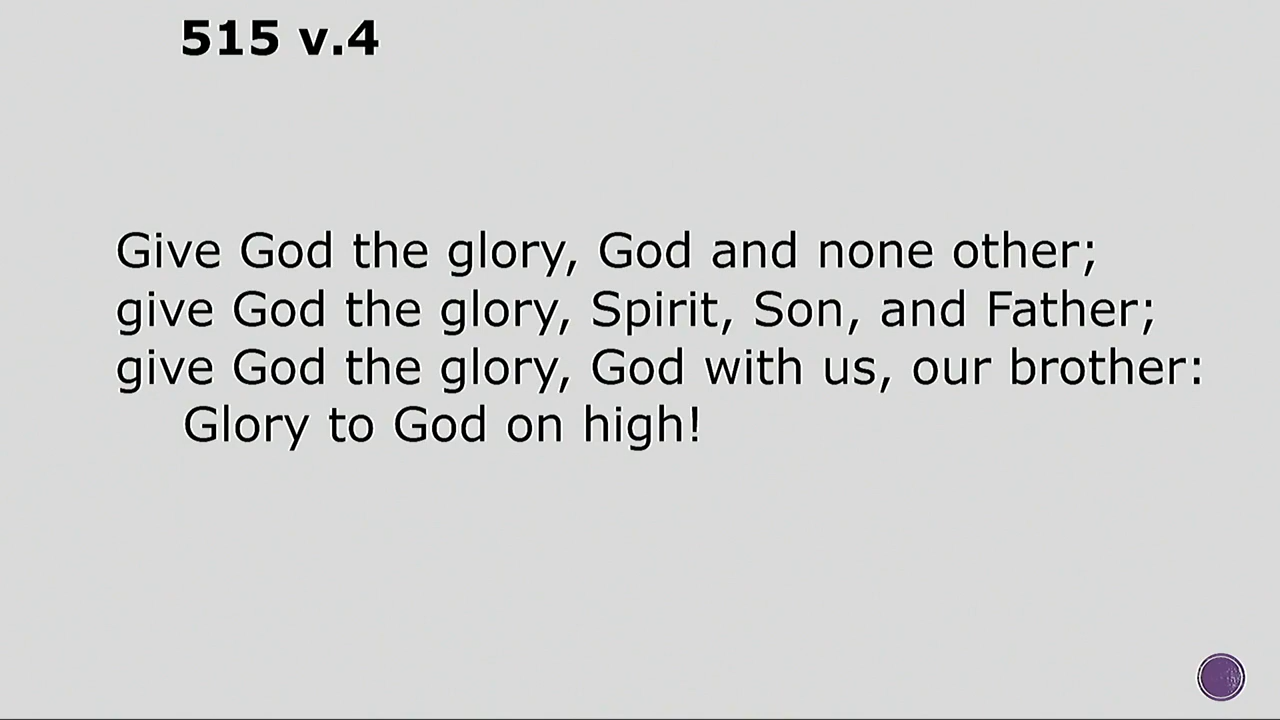 515 v.4
Give God the glory, God and none other;
give God the glory, Spirit, Son, and Father;
give God the glory, God with us, our brother:
Glory to God on high!